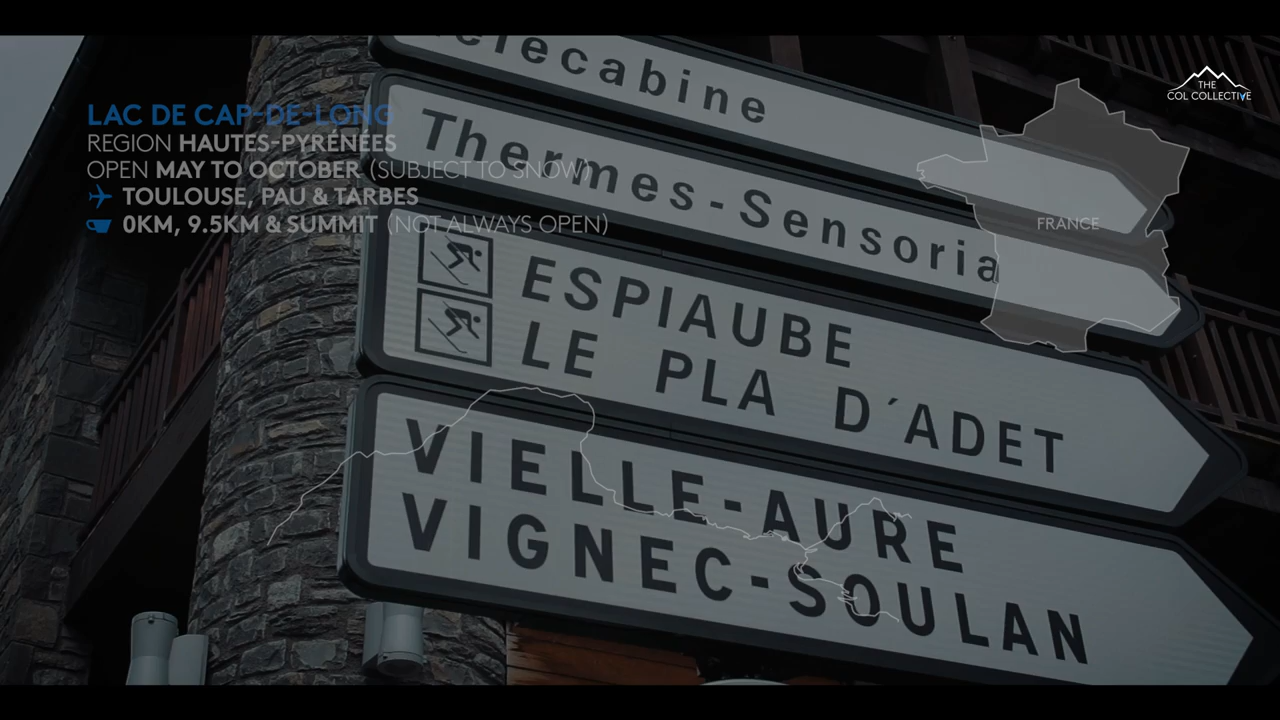 THE
COL COLLECTIVE
LAC DE CAP-DE-LONG
REGION HAUTES-PYRÉNÉES
OPEN MAY TO OCTOBER (SUBJECT TO SNOW)
TOULOUSE, PAU & TARBES
0KM, 9.5KM & SUMMIT (NOT ALWAYS OPEN)
FRANCE
élécabine
Thermes-Sensoria
ESPIAUBE
LE PLA D'ADET
VIELLE-AURE
VIGNEC-SOULAN